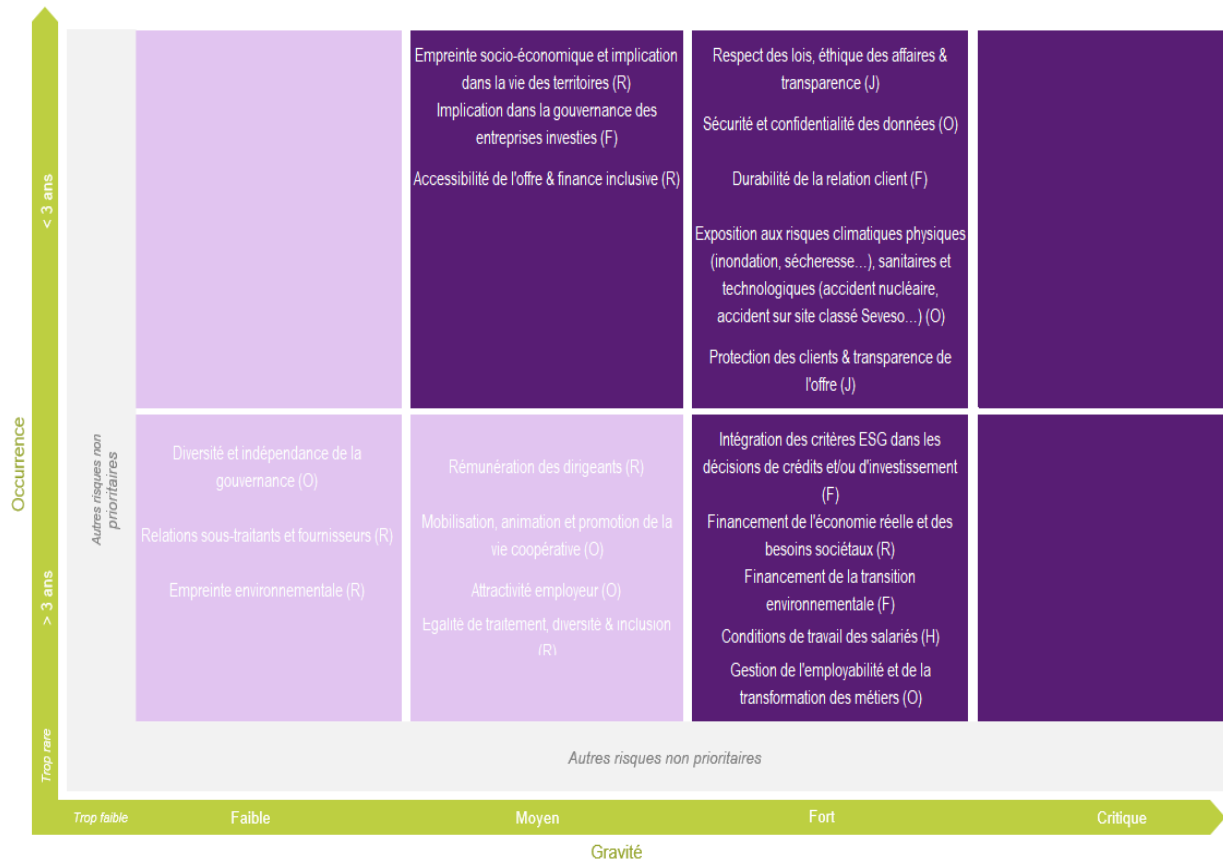 Occurrence
< 3 ans
> 3 ans
Trop rare
Autres risques non
prioritaires
Empreinte socio-économique et implication
dans la vie des territoires (R)
Implication dans la gouvernance des
entreprises investies (F)
Accessibilité de l'offre & finance inclusive (R)
Respect des lois, éthique des affaires &
transparence (J)
Sécurité et confidentialité des données (O)
Durabilité de la relation client (F)
Exposition aux risques climatiques physiques
(inondation, sécheresse...), sanitaires et
technologiques (accident nucléaire,
accident sur site classé Seveso...) (O)
Protection des clients & transparence de
l'offre (J)
Diversité et indépendance de la
gouvernance (O)
Relations sous-traitants et fournisseurs (R)
Empreinte environnementale (R)
Rémunération des dirigeants (R)
Mobilisation, animation et promotion de la
vie coopérative (O)
Attractivité employeur (O)
Egalité de traitement, diversité & inclusion
(R)
Intégration des critères ESG dans les
décisions de crédits et/ou d'investissement
(F)
Financement de l'économie réelle et des
besoins sociétaux (R)
Financement de la transition
environnementale (F)
Conditions de travail des salariés (H)
Gestion de l'employabilité et de la
transformation des métiers (O)
Autres risques non prioritaires
Trop faible
Faible
Moyen
Fort
Critique
Gravité